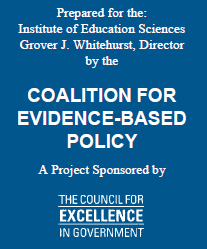 Prepared for the:
Institute of Education Sciences
Grover J. Whitehurst, Director
by the
COALITION FOR
EVIDENCE-BASED
POLICY
A Project Sponsored by
THE COUNCIL FOR
EXCELLENCE
IN GOVERNMENT